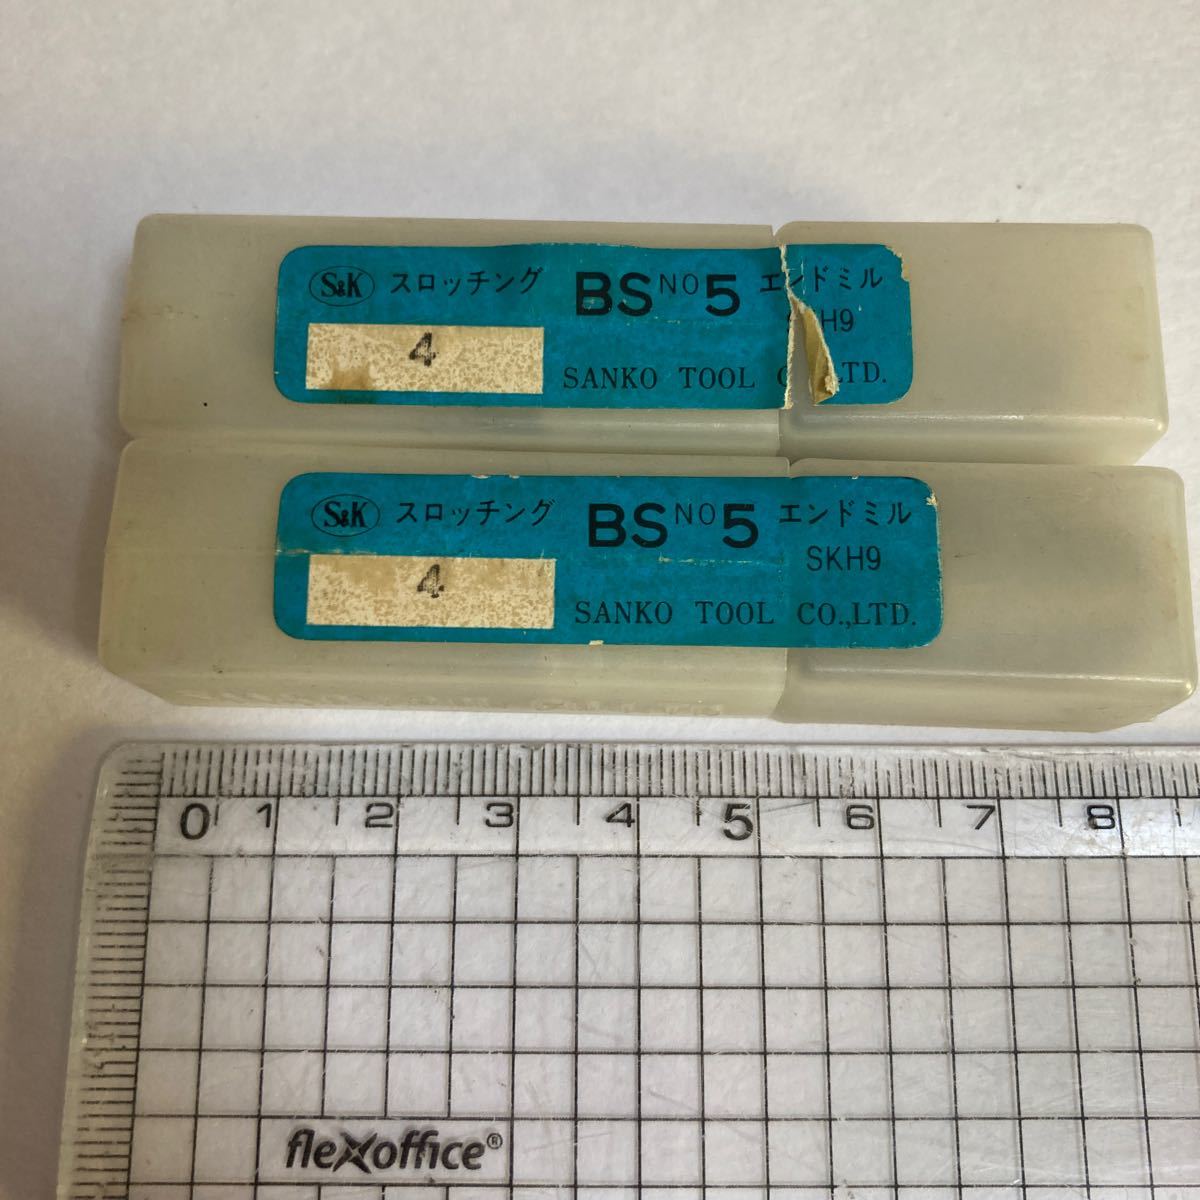 S&K スロッチング BS NO 5 エンドミル
H9
4
SANKO TOOL LTD.
S&K スロッチング BS NO 5 エンドミル
SKH9
4
SANKO TOOL CO.,LTD.
0 1 2 3 4 5 6 7 8
flexoffice®